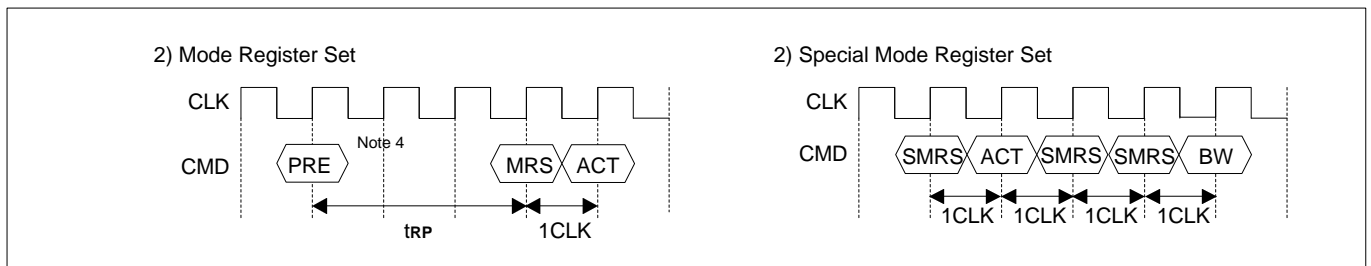 2) Mode Register Set
CLK
CMD
PRE
Note 4
MRS
ACT
tRP
1CLK
2) Special Mode Register Set
CLK
CMD
SMRS
ACT
SMRS
SMRS
BW
1CLK
1CLK
1CLK
1CLK